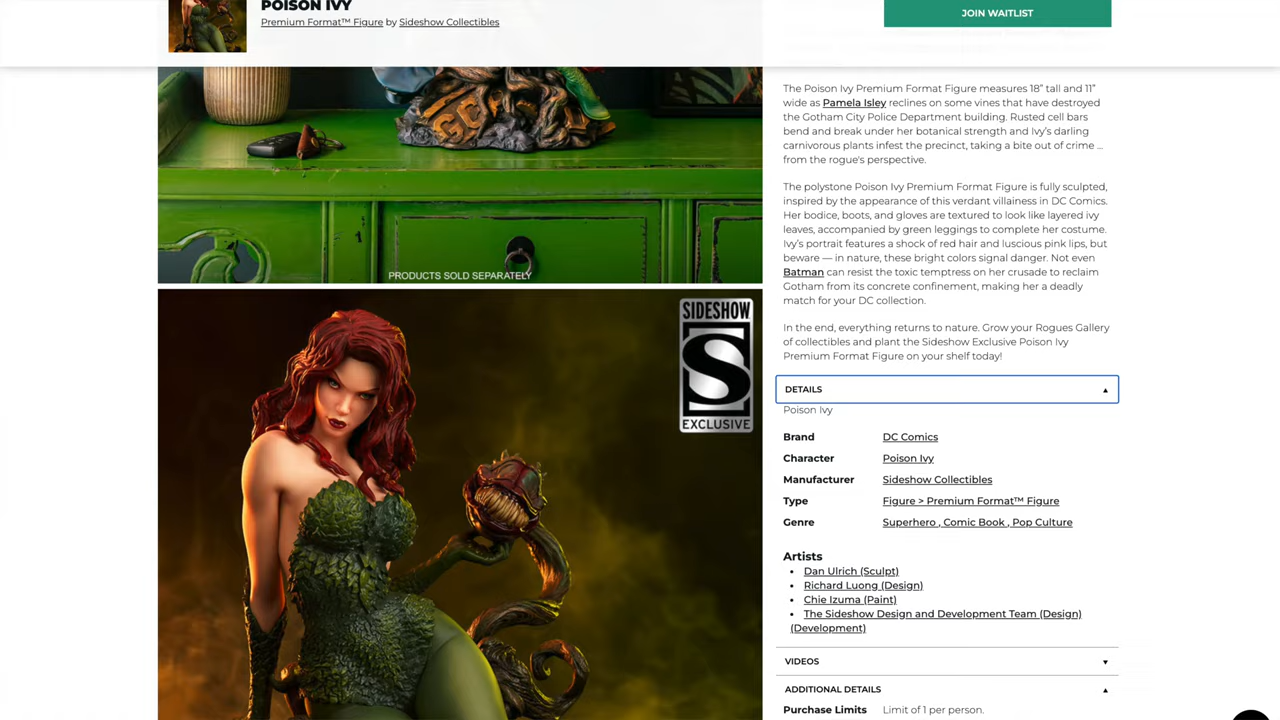 POISON IVY
Premium Format™ Figure by Sideshow Collectibles
JOIN WAITLIST
PRODUCTS SOLD SEPARATELY
SIDESHOW
S
EXCLUSIVE
The Poison Ivy Premium Format Figure measures 18” tall and 11”
wide as Pamela Isley reclines on some vines that have destroyed
the Gotham City Police Department building. Rusted cell bars
bend and break under her botanical strength and Ivy’s darling
carnivorous plants infest the precinct, taking a bite out of crime …
from the rogue's perspective.
The polystone Poison Ivy Premium Format Figure is fully sculpted,
inspired by the appearance of this verdant villainess in DC Comics.
Her bodice, boots, and gloves are textured to look like layered ivy
leaves, accompanied by green leggings to complete her costume.
Ivy’s portrait features a shock of red hair and luscious pink lips, but
beware — in nature, these bright colors signal danger. Not even
Batman can resist the toxic temptress on her crusade to reclaim
Gotham from its concrete confinement, making her a deadly
match for your DC collection.
In the end, everything returns to nature. Grow your Rogues Gallery
of collectibles and plant the Sideshow Exclusive Poison Ivy
Premium Format Figure on your shelf today!
DETAILS ▲
Poison Ivy
Brand DC Comics
Character Poison Ivy
Manufacturer Sideshow Collectibles
Type Figure > Premium Format™ Figure
Genre Superhero , Comic Book , Pop Culture
Artists
• Dan Ulrich (Sculpt)
• Richard Luong (Design)
• Chie Izuma (Paint)
• The Sideshow Design and Development Team (Design)
(Development)
VIDEOS ▼
ADDITIONAL DETAILS ▲
Purchase Limits Limit of 1 per person.